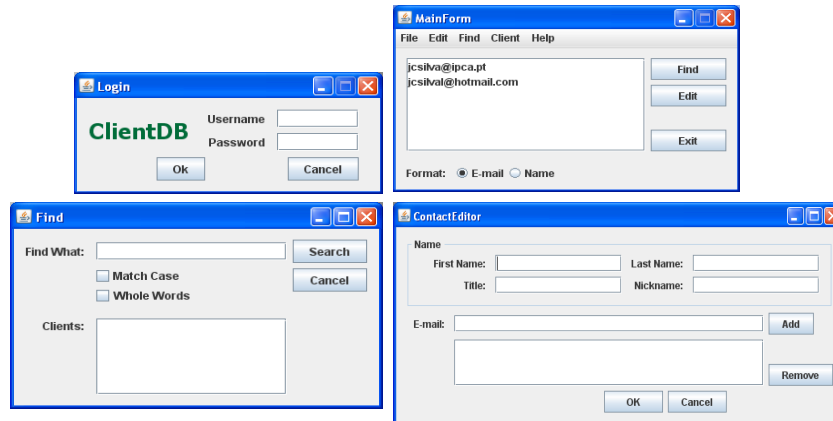 Login
ClientDB
Username
Password
Ok
Cancel
MainForm
File Edit Find Client Help
jcsilva@ipca.pt
jcsilval@hotmail.com
Find
Edit
Exit
Format: E-mail Name
Find
Find What:
Search
Match Case
Cancel
Whole Words
Clients:
ContactEditor
Name
First Name: Last Name:
Title: Nickname:
E-mail: Add
Remove
OK Cancel